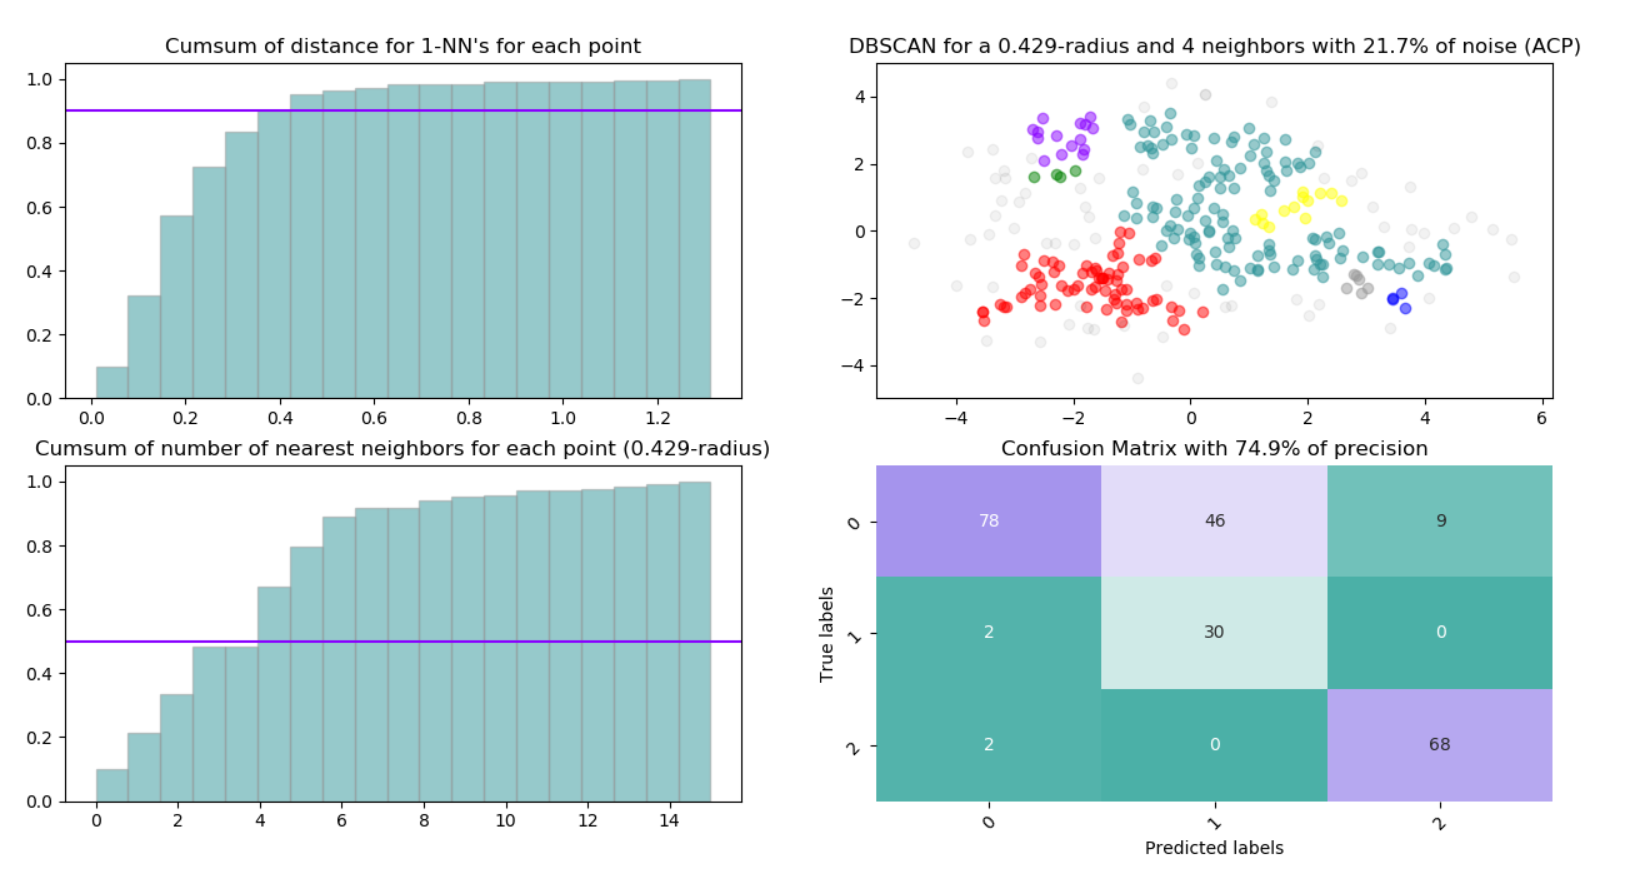 Cumsum of distance for 1-NN's for each point
1.0
0.8
0.6
0.4
0.2
0.0
0.0 0.2 0.4 0.6 0.8 1.0 1.2
DBSCAN for a 0.429-radius and 4 neighbors with 21.7% of noise (ACP)
4
2
0
−2
−4
−4 −2 0 2 4 6
Cumsum of number of nearest neighbors for each point (0.429-radius)
1.0
0.8
0.6
0.4
0.2
0.0
0 2 4 6 8 10 12 14
Confusion Matrix with 74.9% of precision
True labels
0 78 46 9
1 2 30 0
2 2 0 68
0 1 2
Predicted labels